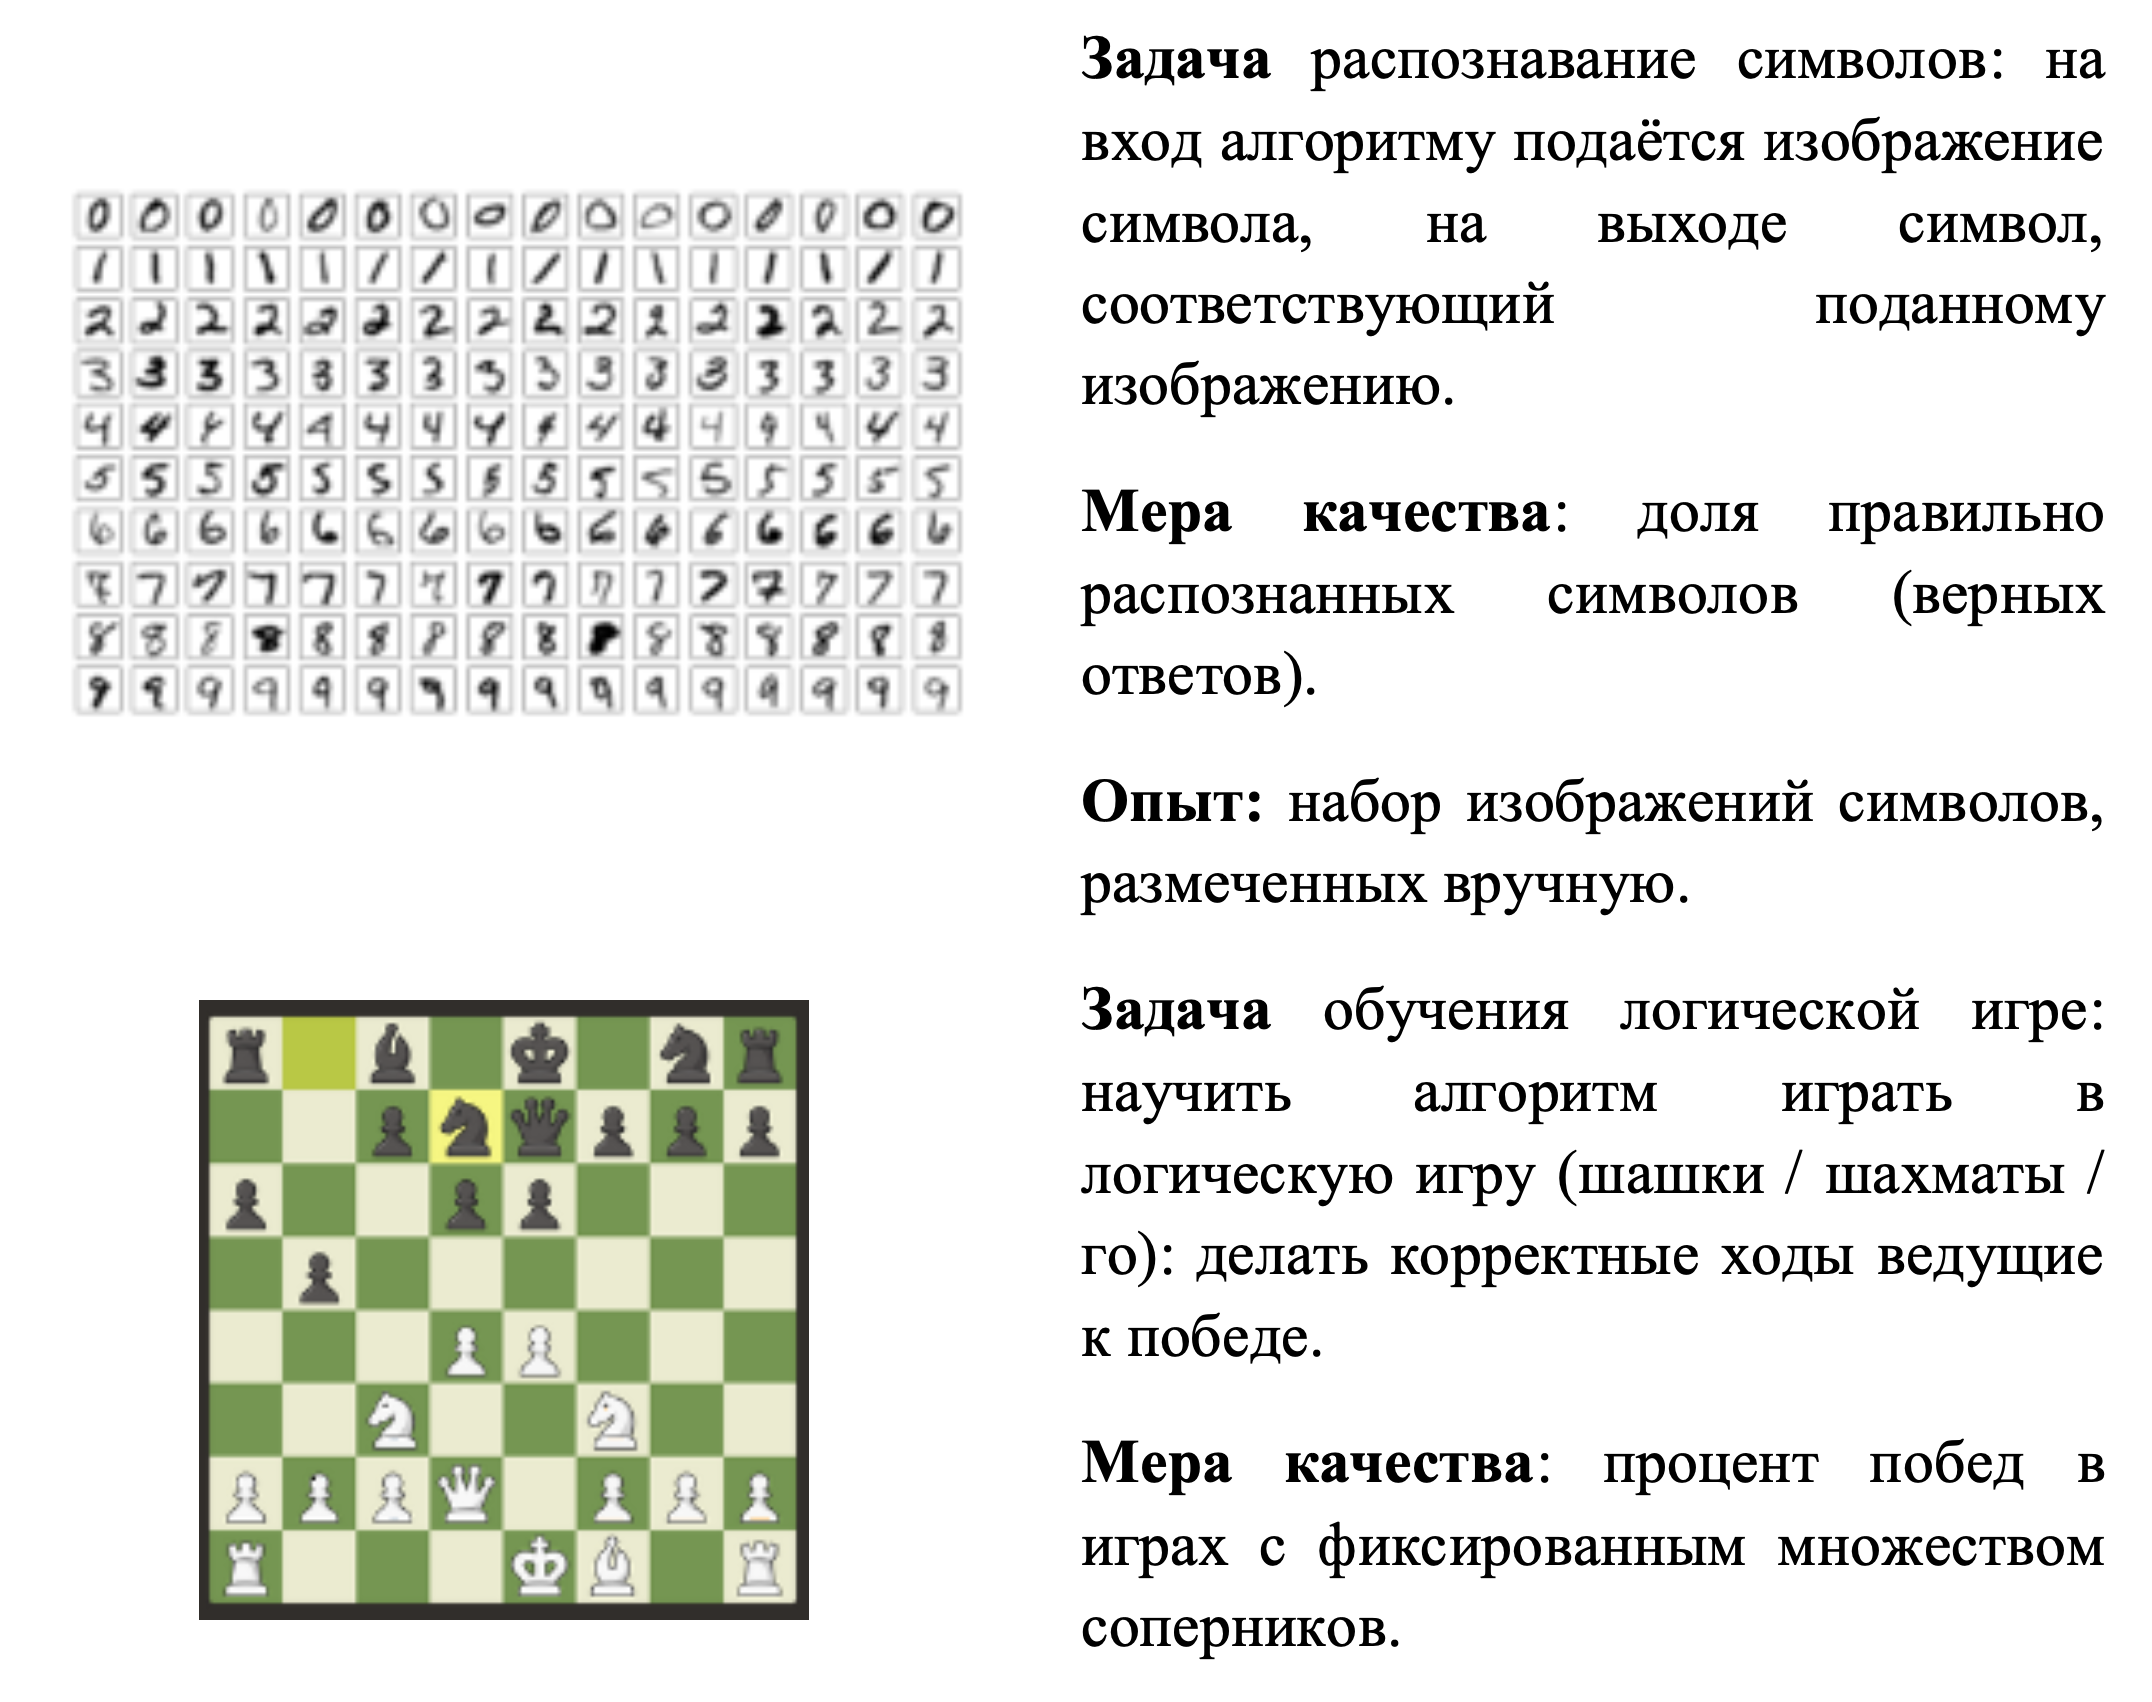 Задача распознавание символов: на
вход алгоритму подаётся изображение
символа, на выходе символ,
соответствующий поданному
изображению.
Мера качества: доля правильно
распознанных символов (верных
ответов).
Опыт: набор изображений символов,
размеченных вручную.
0 0 0 0 0 0 0 0 0 0 0 0 0 0 0 0
1 1 1 1 1 1 1 1 1 1 1 1 1 1 1 1
2 2 2 2 2 2 2 2 2 2 2 2 2 2 2 2
3 3 3 3 3 3 3 3 3 3 3 3 3 3 3 3
4 4 4 4 4 4 4 4 4 4 4 4 4 4 4 4
5 5 5 5 5 5 5 5 5 5 5 5 5 5 5 5
6 6 6 6 6 6 6 6 6 6 6 6 6 6 6 6
7 7 7 7 7 7 7 7 7 7 7 7 7 7 7 7
8 8 8 8 8 8 8 8 8 8 8 8 8 8 8 8
9 9 9 9 9 9 9 9 9 9 9 9 9 9 9 9
Задача обучения логической игре:
научить алгоритм играть в
логическую игру (шашки / шахматы /
го): делать корректные ходы ведущие
к победе.
Мера качества: процент побед в
играх с фиксированным множеством
соперников.